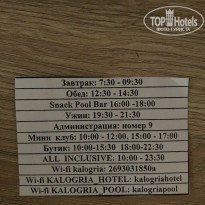 TOP Hotels
ФОТО ГИПНОЗА
Завтрак: 7:30 - 09:30
Обед: 12:30 - 14:30
Snack Pool Bar 16:00 -18:00
Ужин: 19:30 - 21:30
Администрация: номер 9
Мини клуб: 10:00 - 12:00, 15:00 - 17:00
Бутик: 10:00-15:30 18:00-22:30
ALL INCLUSIVE: 10:00 - 23:30
Wi-fi kalogria: 2693031850a
Wi-fi KALOGRIA_HOTEL: kalogriahotel
Wi-fi KALOGRIA_POOL: kalogriapool